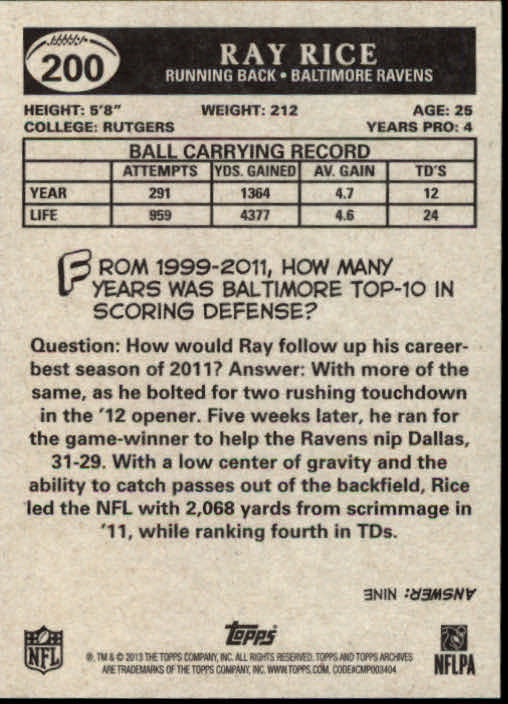 200
RAY RICE
RUNNING BACK • BALTIMORE RAVENS
HEIGHT: 5'8" WEIGHT: 212 AGE: 25
COLLEGE: RUTGERS YEARS PRO: 4
BALL CARRYING RECORD
ATTEMPTS YDS. GAINED AV. GAIN TD'S
YEAR 291 1364 4.7 12
LIFE 959 4377 4.6 24
FROM 1999-2011, HOW MANY
YEARS WAS BALTIMORE TOP-10 IN
SCORING DEFENSE?
Question: How would Ray follow up his career-
best season of 2011? Answer: With more of the
same, as he bolted for two rushing touchdown
in the '12 opener. Five weeks later, he ran for
the game-winner to help the Ravens nip Dallas,
31-29. With a low center of gravity and the
ability to catch passes out of the backfield, Rice
led the NFL with 2,068 yards from scrimmage in
'11, while ranking fourth in TDs.
ANSWER: NINE
NFL
Topps
NFLPA
®, TM & © 2013 THE TOPPS COMPANY, INC. ALL RIGHTS RESERVED. TOPPS AND TOPPS ARCHIVES
ARE TRADEMARKS OF THE TOPPS COMPANY, INC. WWW.TOPPS.COM. CODE#CMP003404